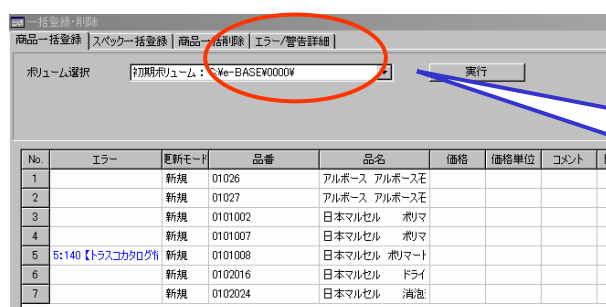 一括登録・削除
商品一括登録 スペック一括登録 商品一括削除 エラー/警告詳細
ボリューム選択 初期ボリューム： C:¥e-BASE¥0000¥ 実行
No. エラー 更新モード 品番 品名 価格 価格単位 コメント
1 新規 01026 アルボース アルボースモ
2 新規 01027 アルボース アルボースモ
3 新規 0101002 日本マルセル ポリマ
4 新規 0101007 日本マルセル ポリマ
5 5:140【トラスコカタログ情 新規 0101008 日本マルセル ポリマート
6 新規 0102016 日本マルセル ドライ
7 新規 0102024 日本マルセル 消泡